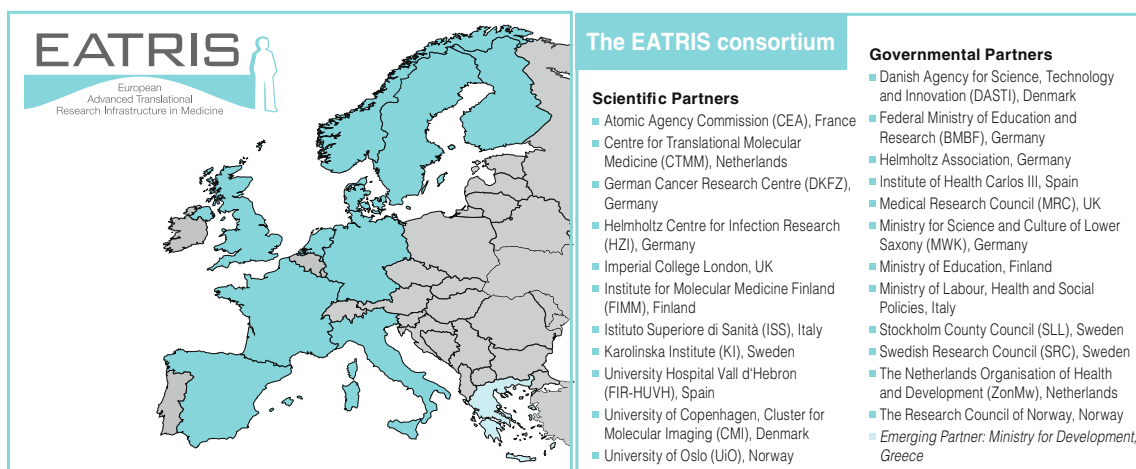 EATRIS
European
Advanced Translational
Research Infrastructure in Medicine
The EATRIS consortium
Scientific Partners
Atomic Agency Commission (CEA), France
Centre for Translational Molecular
Medicine (CTMM), Netherlands
German Cancer Research Centre (DKFZ),
Germany
Helmholtz Centre for Infection Research
(HZI), Germany
Imperial College London, UK
Institute for Molecular Medicine Finland
(FIMM), Finland
Istituto Superiore di Sanità (ISS), Italy
Karolinska Institute (KI), Sweden
University Hospital Vall d'Hebron
(FIR-HUVH), Spain
University of Copenhagen, Cluster for
Molecular Imaging (CMI), Denmark
University of Oslo (UiO), Norway
Governmental Partners
Danish Agency for Science, Technology
and Innovation (DASTI), Denmark
Federal Ministry of Education and
Research (BMBF), Germany
Helmholtz Association, Germany
Institute of Health Carlos III, Spain
Medical Research Council (MRC), UK
Ministry for Science and Culture of Lower
Saxony (MWK), Germany
Ministry of Education, Finland
Ministry of Labour, Health and Social
Policies, Italy
Stockholm County Council (SLL), Sweden
Swedish Research Council (SRC), Sweden
The Netherlands Organisation of Health
and Development (ZonMw), Netherlands
The Research Council of Norway, Norway
Emerging Partner: Ministry for Development,
Greece